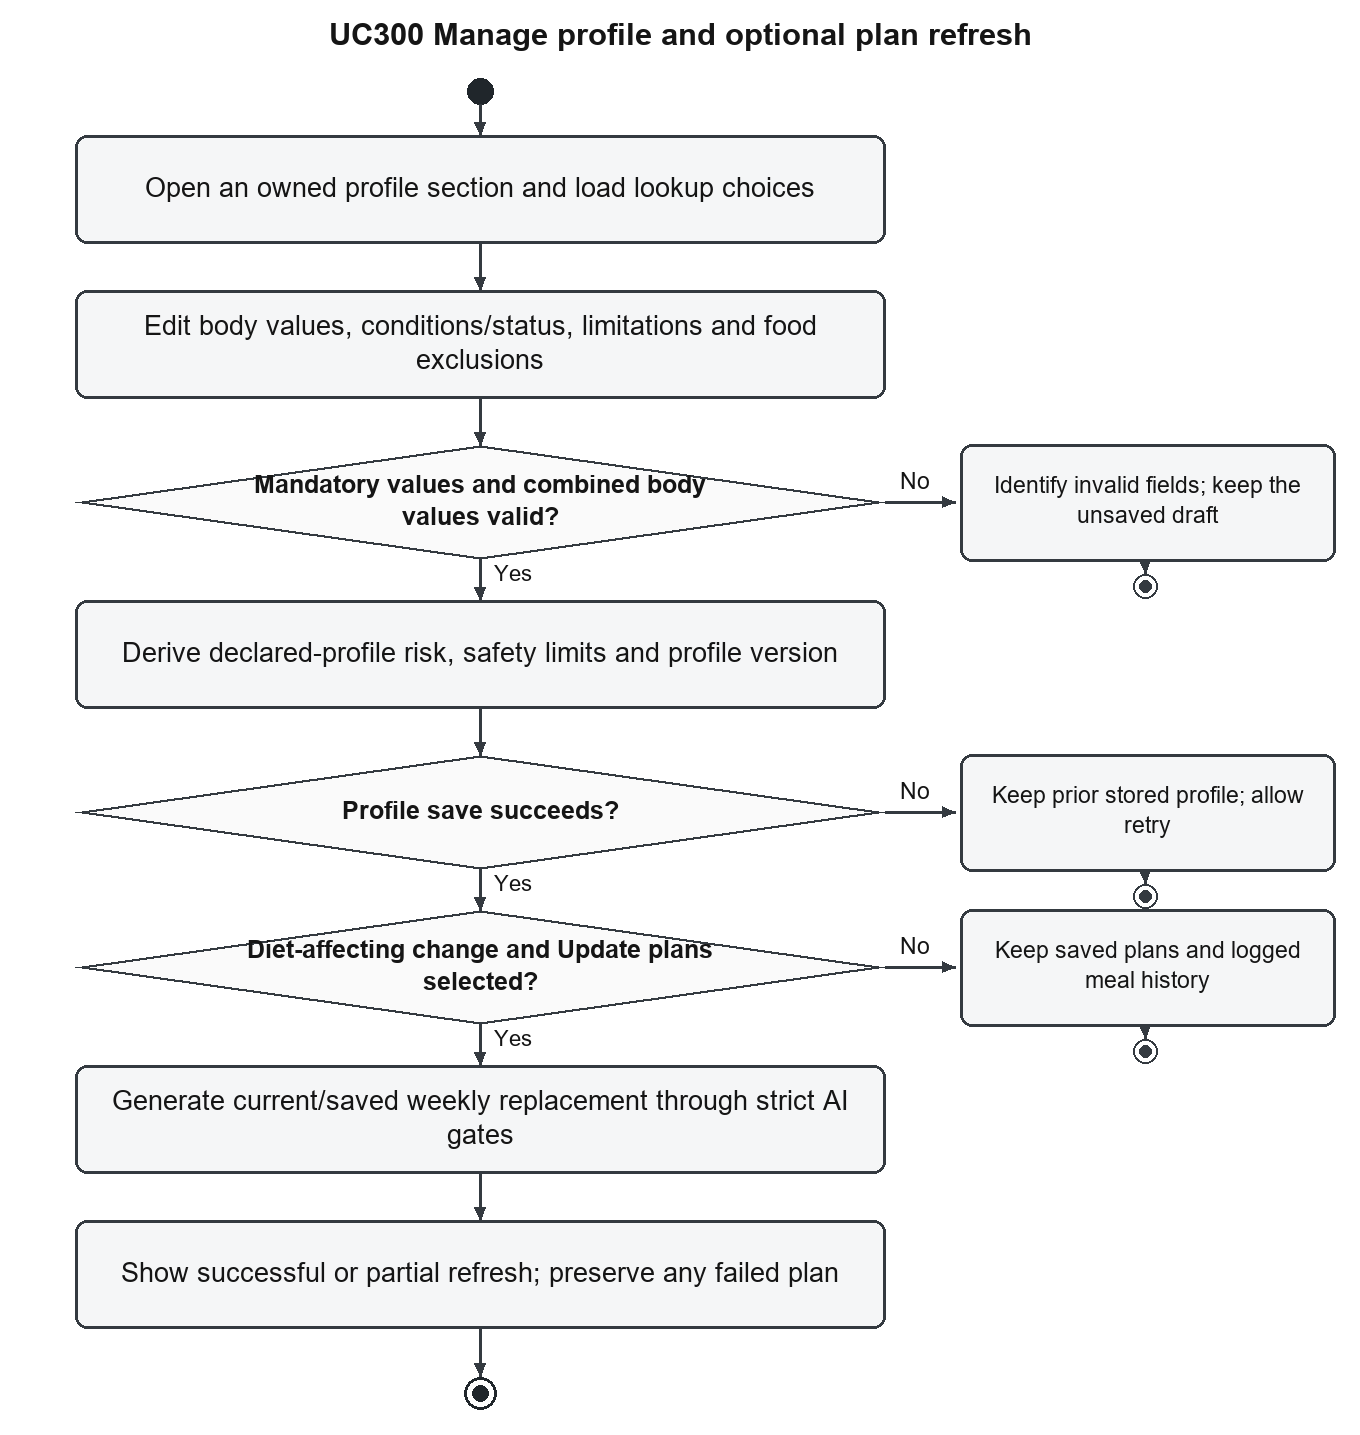 UC300 Manage profile and optional plan refresh
Open an owned profile section and load lookup choices
Edit body values, conditions/status, limitations and food
exclusions
Mandatory values and combined body
values valid?
No
Identify invalid fields; keep the
unsaved draft
Yes
Derive declared-profile risk, safety limits and profile version
Profile save succeeds?
No
Keep prior stored profile; allow
retry
Yes
Diet-affecting change and Update plans
selected?
No
Keep saved plans and logged
meal history
Yes
Generate current/saved weekly replacement through strict AI
gates
Show successful or partial refresh; preserve any failed plan